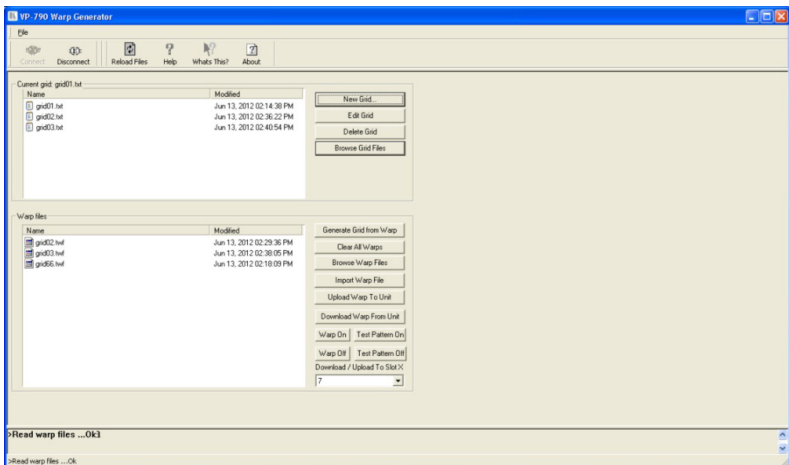 VP-790 Warp Generator
File
Connect Disconnect Reload Files Help Whats This? About
Current grid: grid01.txt
Name Modified
grid01.txt Jun 13, 2012 02:14:38 PM
grid02.txt Jun 13, 2012 02:36:22 PM
grid03.txt Jun 13, 2012 02:40:54 PM
New Grid...
Edit Grid
Delete Grid
Browse Grid Files
Warp files
Name Modified
grid02.twf Jun 13, 2012 02:29:36 PM
grid03.twf Jun 13, 2012 02:38:05 PM
grid66.twf Jun 13, 2012 02:18:09 PM
Generate Grid from Warp
Clear All Warps
Browse Warp Files
Import Warp File
Upload Warp To Unit
Download Warp From Unit
Warp On Test Pattern On
Warp Off Test Pattern Off
Download / Upload To Slot X
7
>Read warp files ...Ok1
>Read warp files ...Ok